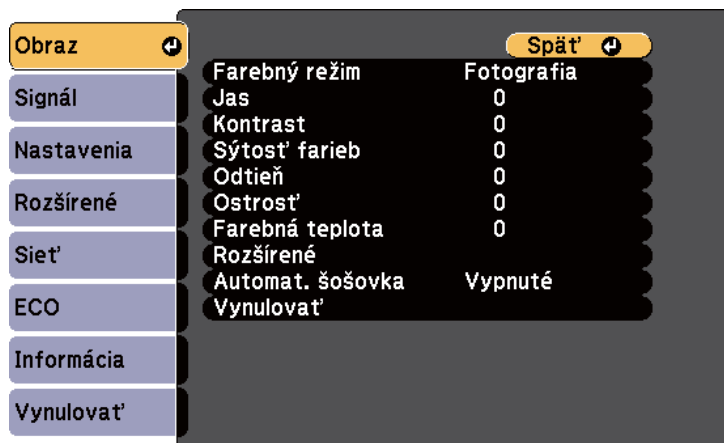 Obraz
Signál
Nastavenia
Rozšírené
Sieť
ECO
Informácia
Vynulovať
Späť
Farebný režim Fotografia
Jas 0
Kontrast 0
Sýtosť farieb 0
Odtieň 0
Ostrosť 0
Farebná teplota 0
Rozšírené
Automat. šošovka Vypnuté
Vynulovať